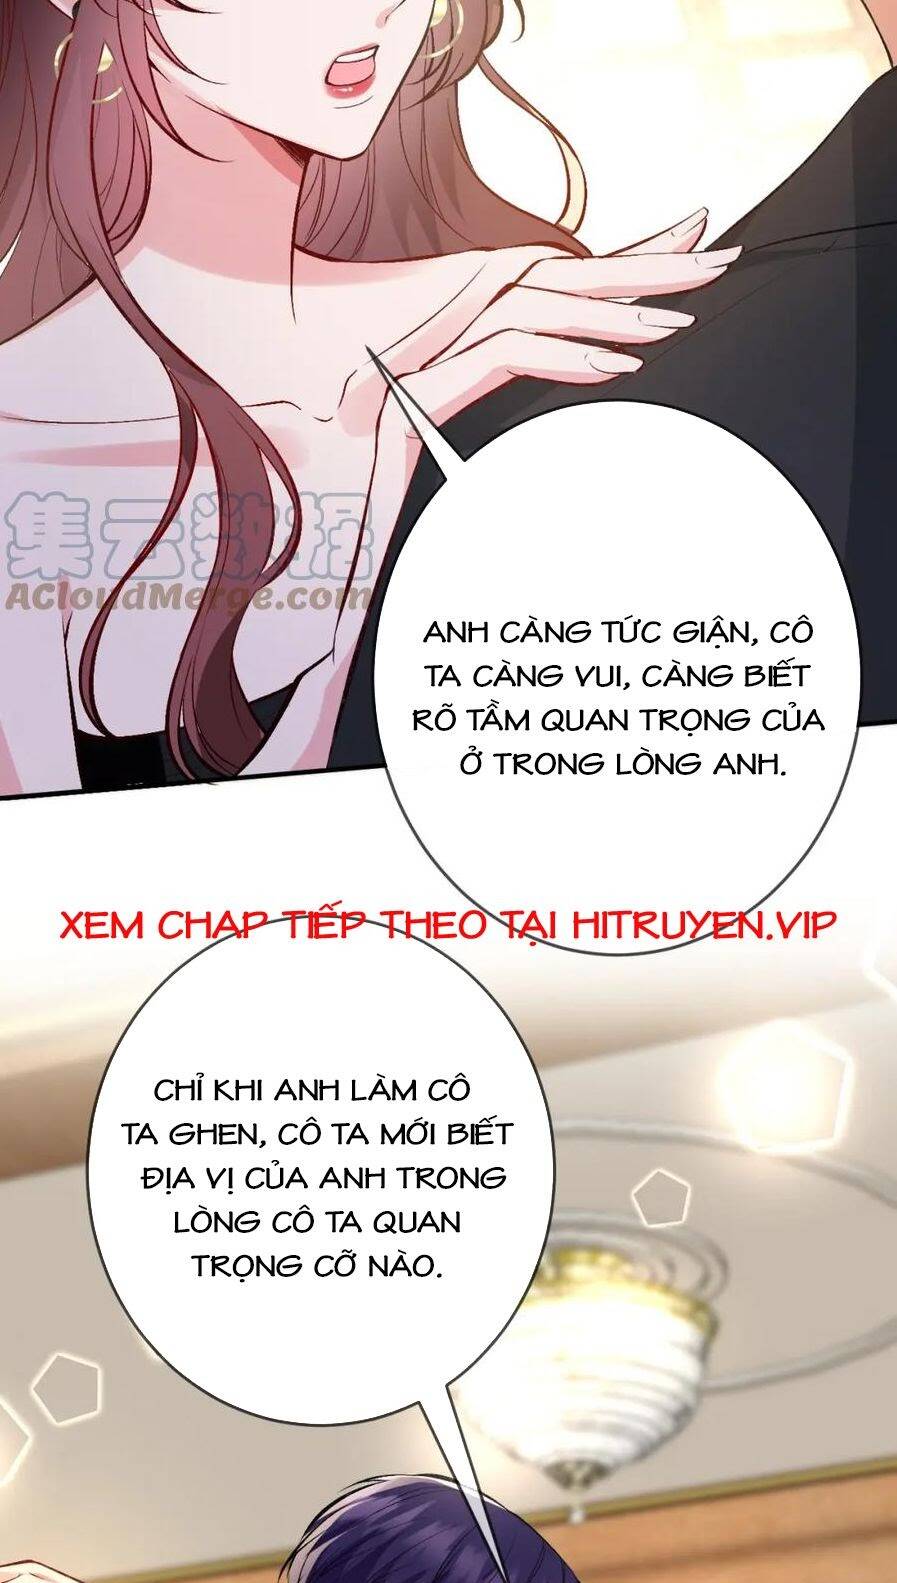 集云数据
ACloudMerge.com
ANH CÀNG TỨC GIẬN, CÔ
TA CÀNG VUI, CÀNG BIẾT
RÕ TẦM QUAN TRỌNG CỦA
Ở TRONG LÒNG ANH.
XEM CHAP TIẾP THEO TẠI HITRUYEN.VIP
CHỈ KHI ANH LÀM CÔ
TA GHEN, CÔ TA MỚI BIẾT
ĐỊA VỊ CỦA ANH TRONG
LÒNG CÔ TA QUAN
TRỌNG CỠ NÀO.